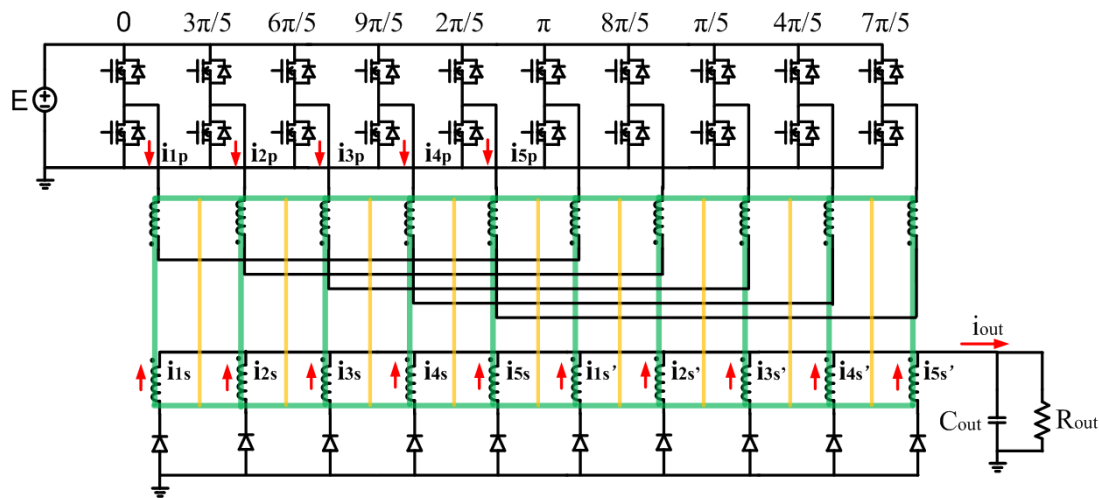 0 3π/5 6π/5 9π/5 2π/5 π 8π/5 π/5 4π/5 7π/5
E
i1p i2p i3p i4p i5p
iout
i1s i2s i3s i4s i5s i1s′ i2s' i3s’ i4s′ i5s′
Cout Rout